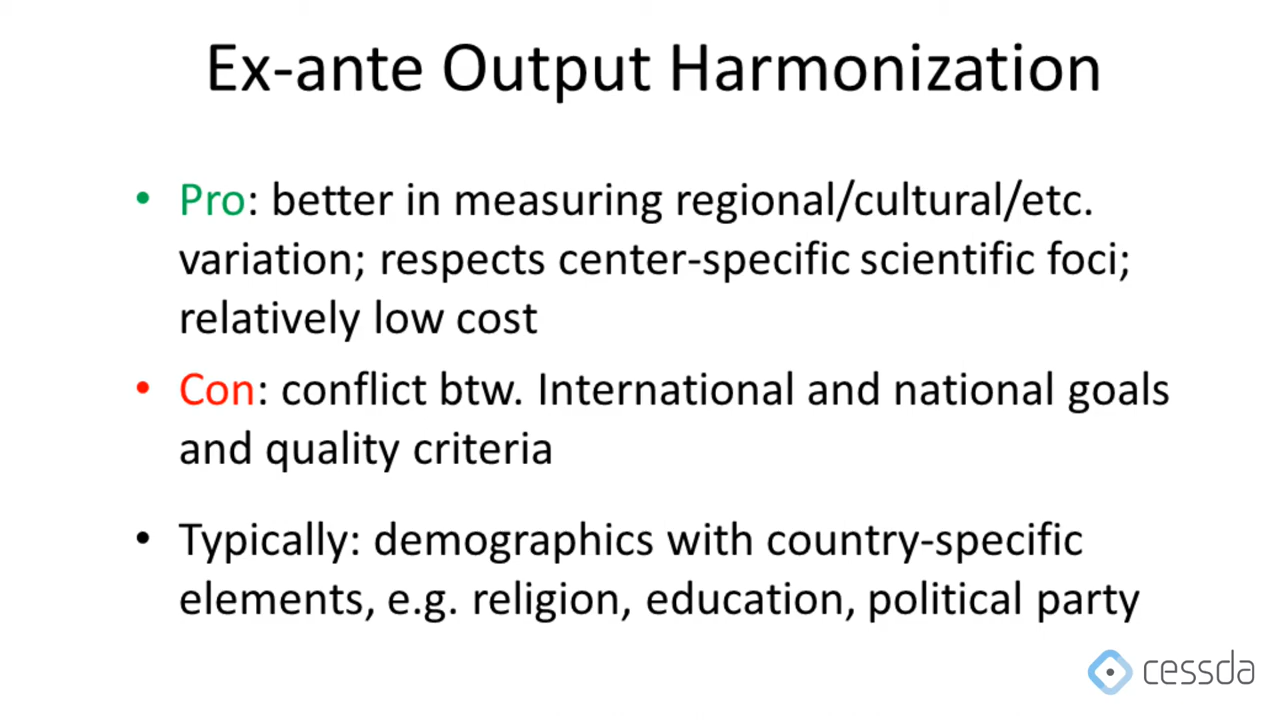 Ex-ante Output Harmonization
• Pro: better in measuring regional/cultural/etc.
variation; respects center-specific scientific foci;
relatively low cost
• Con: conflict btw. International and national goals
and quality criteria
• Typically: demographics with country-specific
elements, e.g. religion, education, political party
cessda